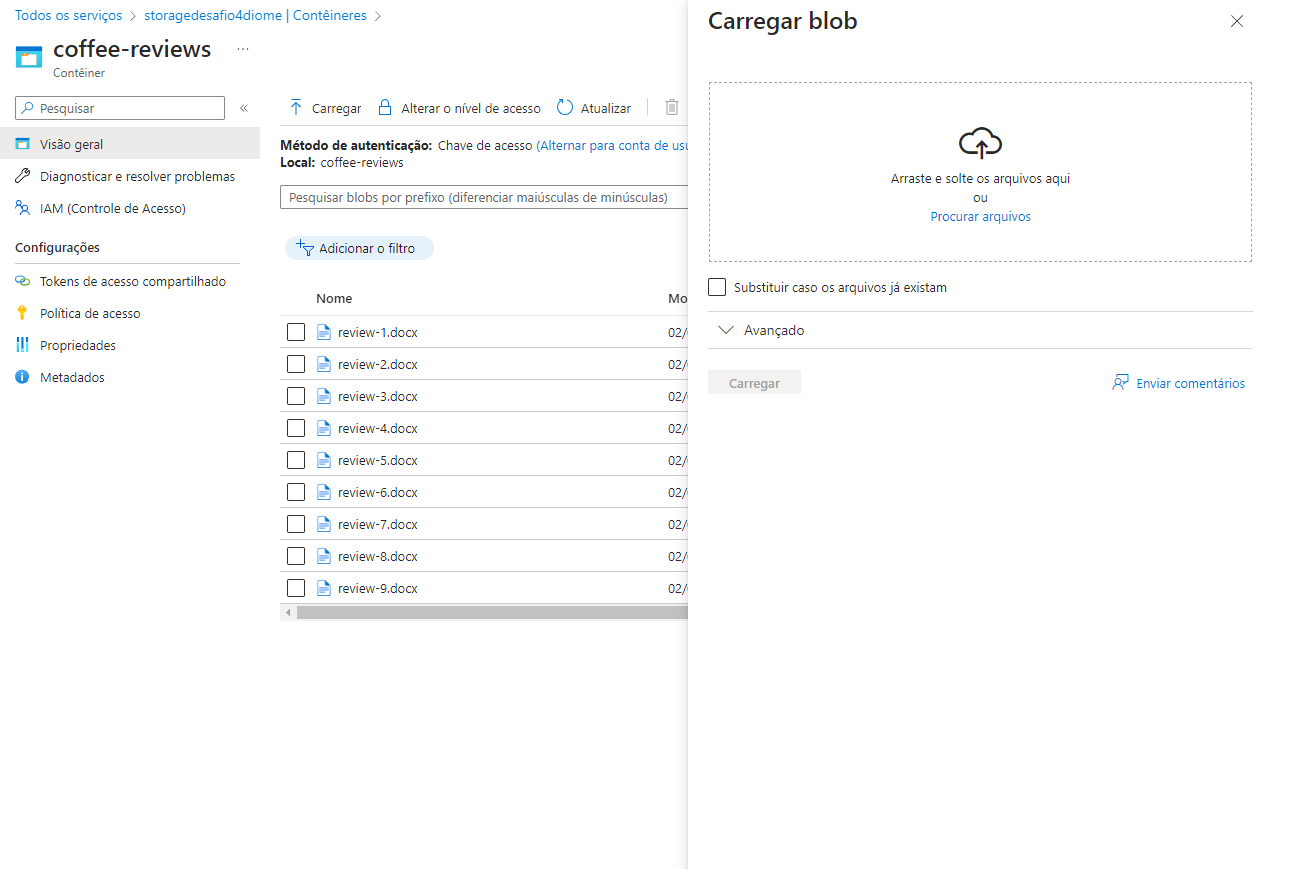 Todos os serviços > storagedesafio4diome | Contêineres >
coffee-reviews ...
Contêiner
Pesquisar
Visão geral
Diagnosticar e resolver problemas
IAM (Controle de Acesso)
Configurações
Tokens de acesso compartilhado
Política de acesso
Propriedades
Metadados
Carregar Alterar o nível de acesso Atualizar
Método de autenticação: Chave de acesso (Alternar para conta de usu
Local: coffee-reviews
Pesquisar blobs por prefixo (diferenciar maiúsculas de minúsculas)
Adicionar o filtro
Nome Mo
review-1.docx 02/
review-2.docx 02/
review-3.docx 02/
review-4.docx 02/
review-5.docx 02/
review-6.docx 02/
review-7.docx 02/
review-8.docx 02/
review-9.docx 02/
Carregar blob
Arraste e solte os arquivos aqui
ou
Procurar arquivos
Substituir caso os arquivos já existam
Avançado
Carregar
Enviar comentários